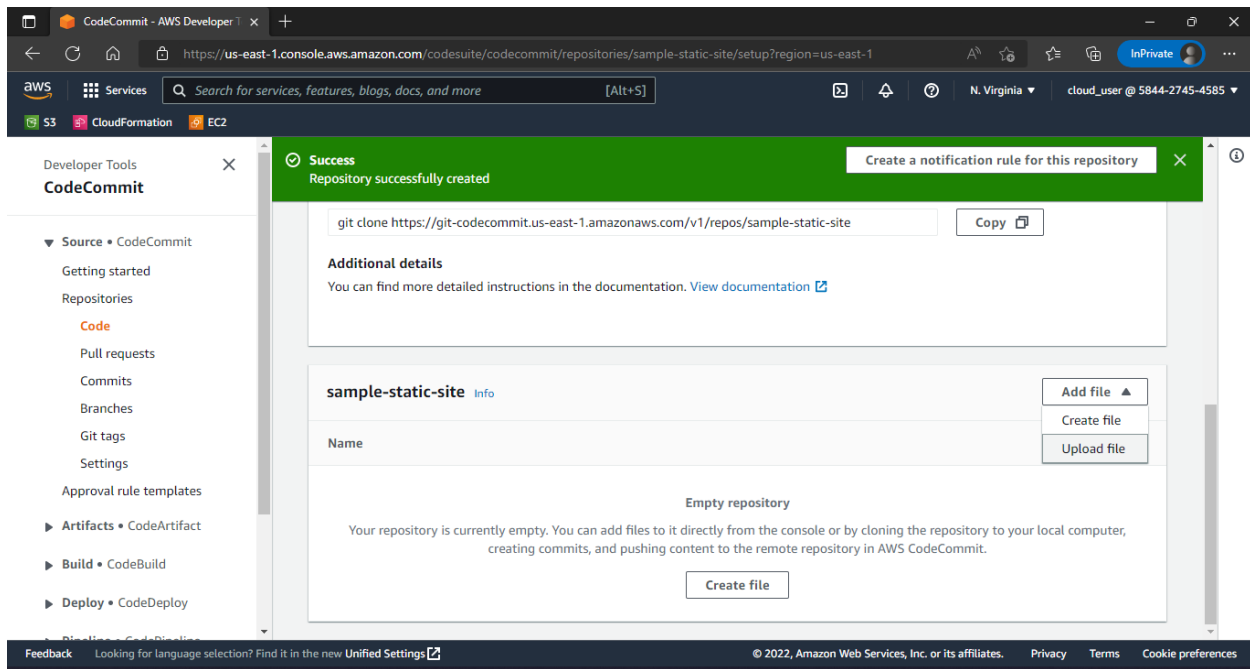 CodeCommit - AWS Developer T
https://us-east-1.console.aws.amazon.com/codesuite/codecommit/repositories/sample-static-site/setup?region=us-east-1
InPrivate
aws
Services
Search for services, features, blogs, docs, and more
[Alt+S]
N. Virginia
cloud_user @ 5844-2745-4585
S3
CloudFormation
EC2
Developer Tools
CodeCommit
Source • CodeCommit
Getting started
Repositories
Code
Pull requests
Commits
Branches
Git tags
Settings
Approval rule templates
Artifacts • CodeArtifact
Build • CodeBuild
Deploy • CodeDeploy
Pipeline • CodePipeline
Success
Repository successfully created
Create a notification rule for this repository
git clone https://git-codecommit.us-east-1.amazonaws.com/v1/repos/sample-static-site
Copy
Additional details
You can find more detailed instructions in the documentation. View documentation
sample-static-site Info
Add file
Create file
Upload file
Name
Empty repository
Your repository is currently empty. You can add files to it directly from the console or by cloning the repository to your local computer,
creating commits, and pushing content to the remote repository in AWS CodeCommit.
Create file
Feedback
Looking for language selection? Find it in the new Unified Settings
© 2022, Amazon Web Services, Inc. or its affiliates.
Privacy
Terms
Cookie preferences